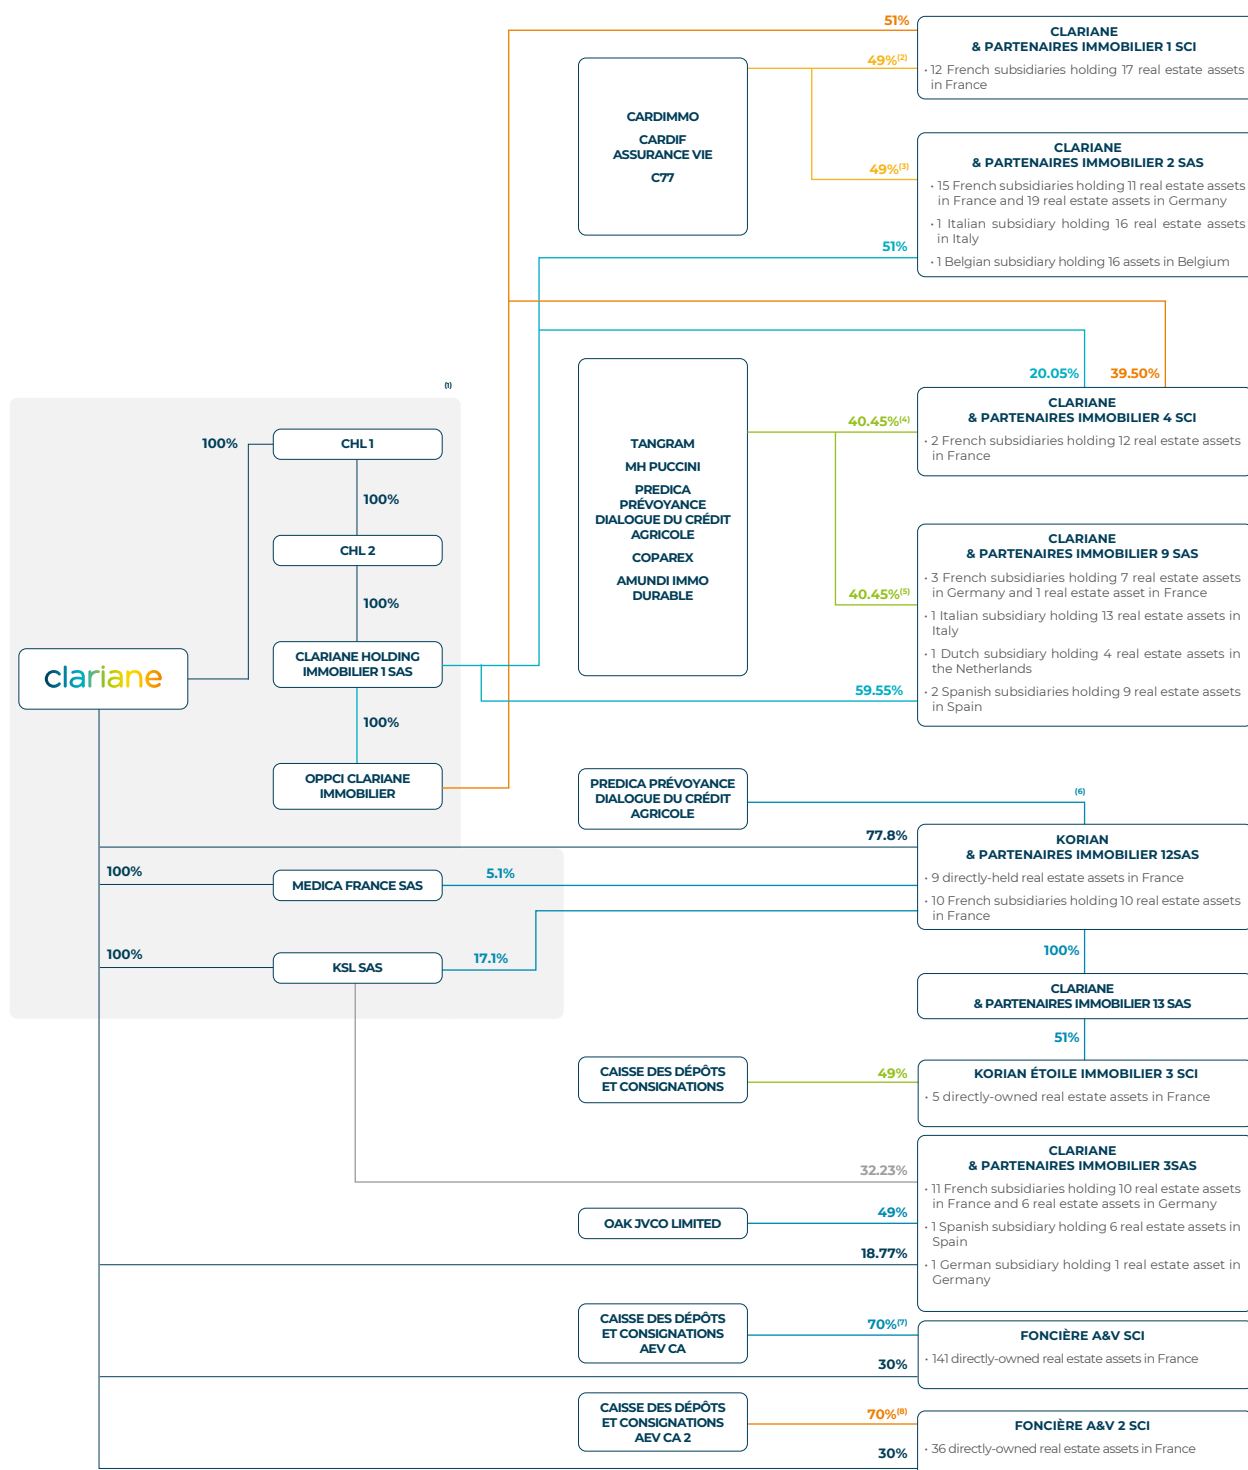 51%
CLARIANE
& PARTENAIRES IMMOBILIER 1 SCI
• 12 French subsidiaries holding 17 real estate assets
in France
49%(2)
CARDIMMO
CARDIF
ASSURANCE VIE
C77
49%(3)
CLARIANE
& PARTENAIRES IMMOBILIER 2 SAS
• 15 French subsidiaries holding 11 real estate assets
in France and 19 real estate assets in Germany
• 1 Italian subsidiary holding 16 real estate assets
in Italy
• 1 Belgian subsidiary holding 16 assets in Belgium
51%
20.05%
39.50%
(1)
CLARIANE
& PARTENAIRES IMMOBILIER 4 SCI
• 2 French subsidiaries holding 12 real estate assets
in France
40.45%(4)
TANGRAM
MH PUCCINI
PREDICA
PRÉVOYANCE
DIALOGUE DU CRÉDIT
AGRICOLE
COPAREX
AMUNDI IMMO
DURABLE
100%
CHL 1
100%
CHL 2
100%
CLARIANE HOLDING
IMMOBILIER 1 SAS
clariane
100%
OPPCI CLARIANE
IMMOBILIER
40.45%(5)
CLARIANE
& PARTENAIRES IMMOBILIER 9 SAS
• 3 French subsidiaries holding 7 real estate assets
in Germany and 1 real estate asset in France
• 1 Italian subsidiary holding 13 real estate assets in
Italy
• 1 Dutch subsidiary holding 4 real estate assets in
the Netherlands
• 2 Spanish subsidiaries holding 9 real estate assets
in Spain
59.55%
PREDICA PRÉVOYANCE
DIALOGUE DU CRÉDIT
AGRICOLE
(6)
77.8%
KORIAN
& PARTENAIRES IMMOBILIER 12SAS
• 9 directly-held real estate assets in France
• 10 French subsidiaries holding 10 real estate assets
in France
100%
MEDICA FRANCE SAS
5.1%
100%
KSL SAS
17.1%
100%
CLARIANE
& PARTENAIRES IMMOBILIER 13 SAS
51%
CAISSE DES DÉPÔTS
ET CONSIGNATIONS
49%
KORIAN ÉTOILE IMMOBILIER 3 SCI
• 5 directly-owned real estate assets in France
32.23%
CLARIANE
& PARTENAIRES IMMOBILIER 3SAS
• 11 French subsidiaries holding 10 real estate assets
in France and 6 real estate assets in Germany
• 1 Spanish subsidiary holding 6 real estate assets in
Spain
• 1 German subsidiary holding 1 real estate asset in
Germany
OAK JVCO LIMITED
49%
18.77%
CAISSE DES DÉPÔTS
ET CONSIGNATIONS
AEV CA
70%(7)
30%
FONCIÈRE A&V SCI
• 141 directly-owned real estate assets in France
CAISSE DES DÉPÔTS
ET CONSIGNATIONS
AEV CA 2
70%(8)
30%
FONCIÈRE A&V 2 SCI
• 36 directly-owned real estate assets in France